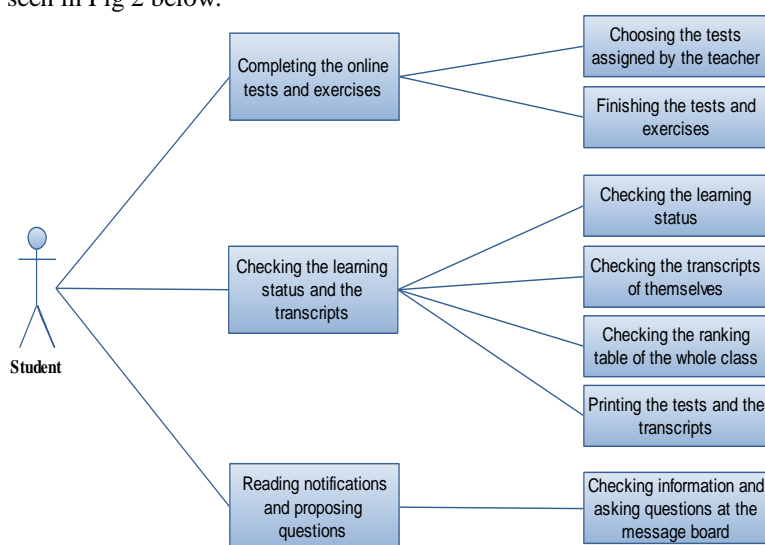 seen in Fig 2 below.
Choosing the tests
assigned by the teacher
Completing the online
tests and exercises
Finishing the tests and
exercises
Checking the learning
status
Checking the learning
status and the
transcripts
Checking the transcripts
of themselves
Checking the ranking
table of the whole class
Student
Printing the tests and the
transcripts
Reading notifications
and proposing
questions
Checking information and
asking questions at the
message board